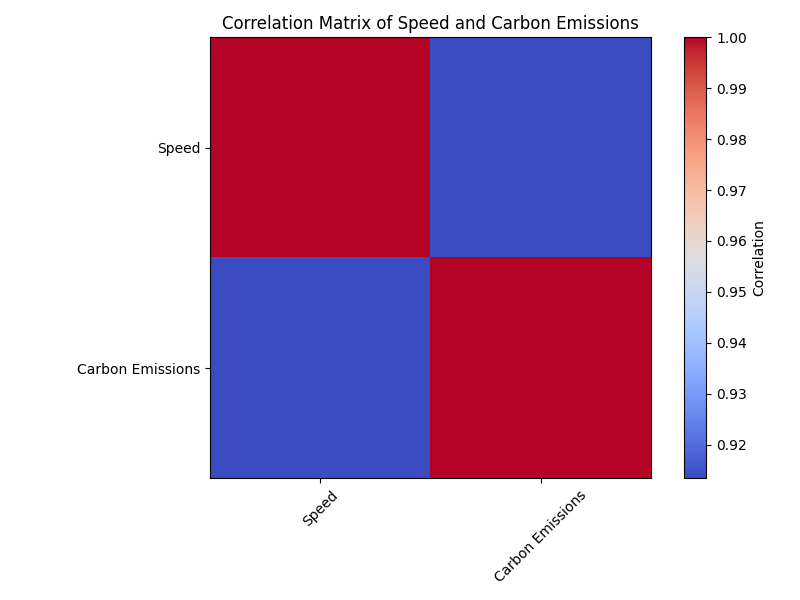 Correlation Matrix of Speed and Carbon Emissions
Speed
Carbon Emissions
Speed
Carbon Emissions
1.00
0.99
0.98
0.97
0.96
0.95
0.94
0.93
0.92
Correlation